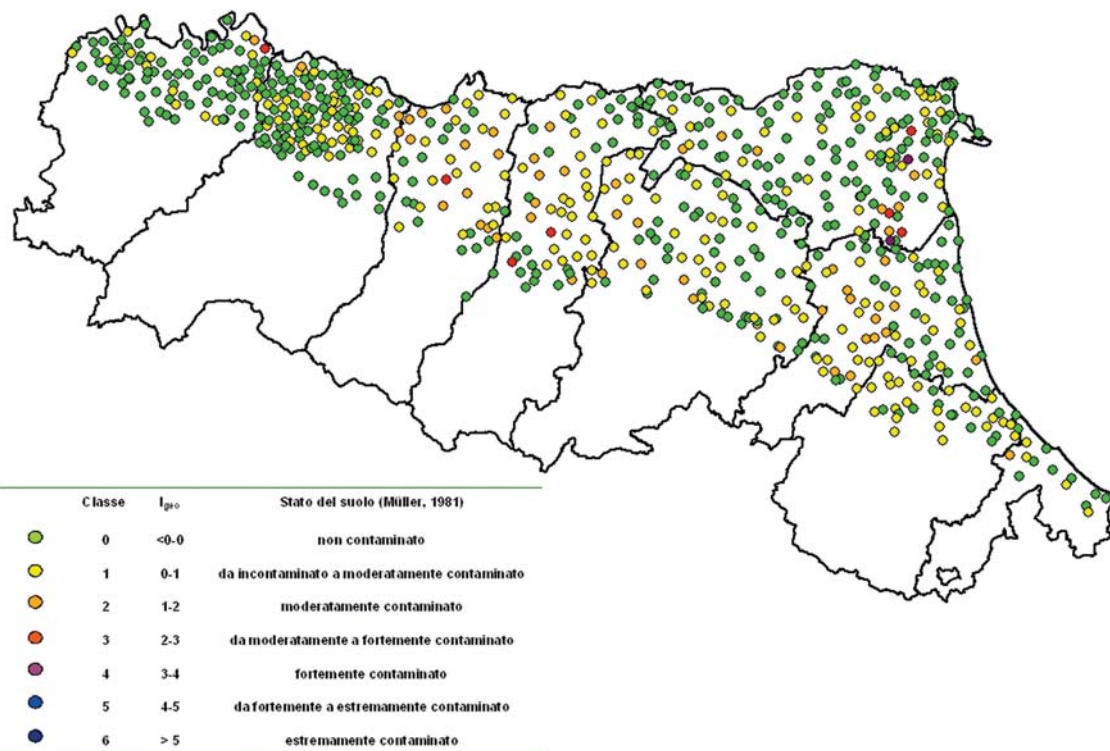 Classe Igeo Stato del suolo (Müller, 1981)
0 <0-0 non contaminato
1 0-1 da incontaminato a moderatamente contaminato
2 1-2 moderatamente contaminato
3 2-3 da moderatamente a fortemente contaminato
4 3-4 fortemente contaminato
5 4-5 da fortemente a estremamente contaminato
6 > 5 estremamente contaminato